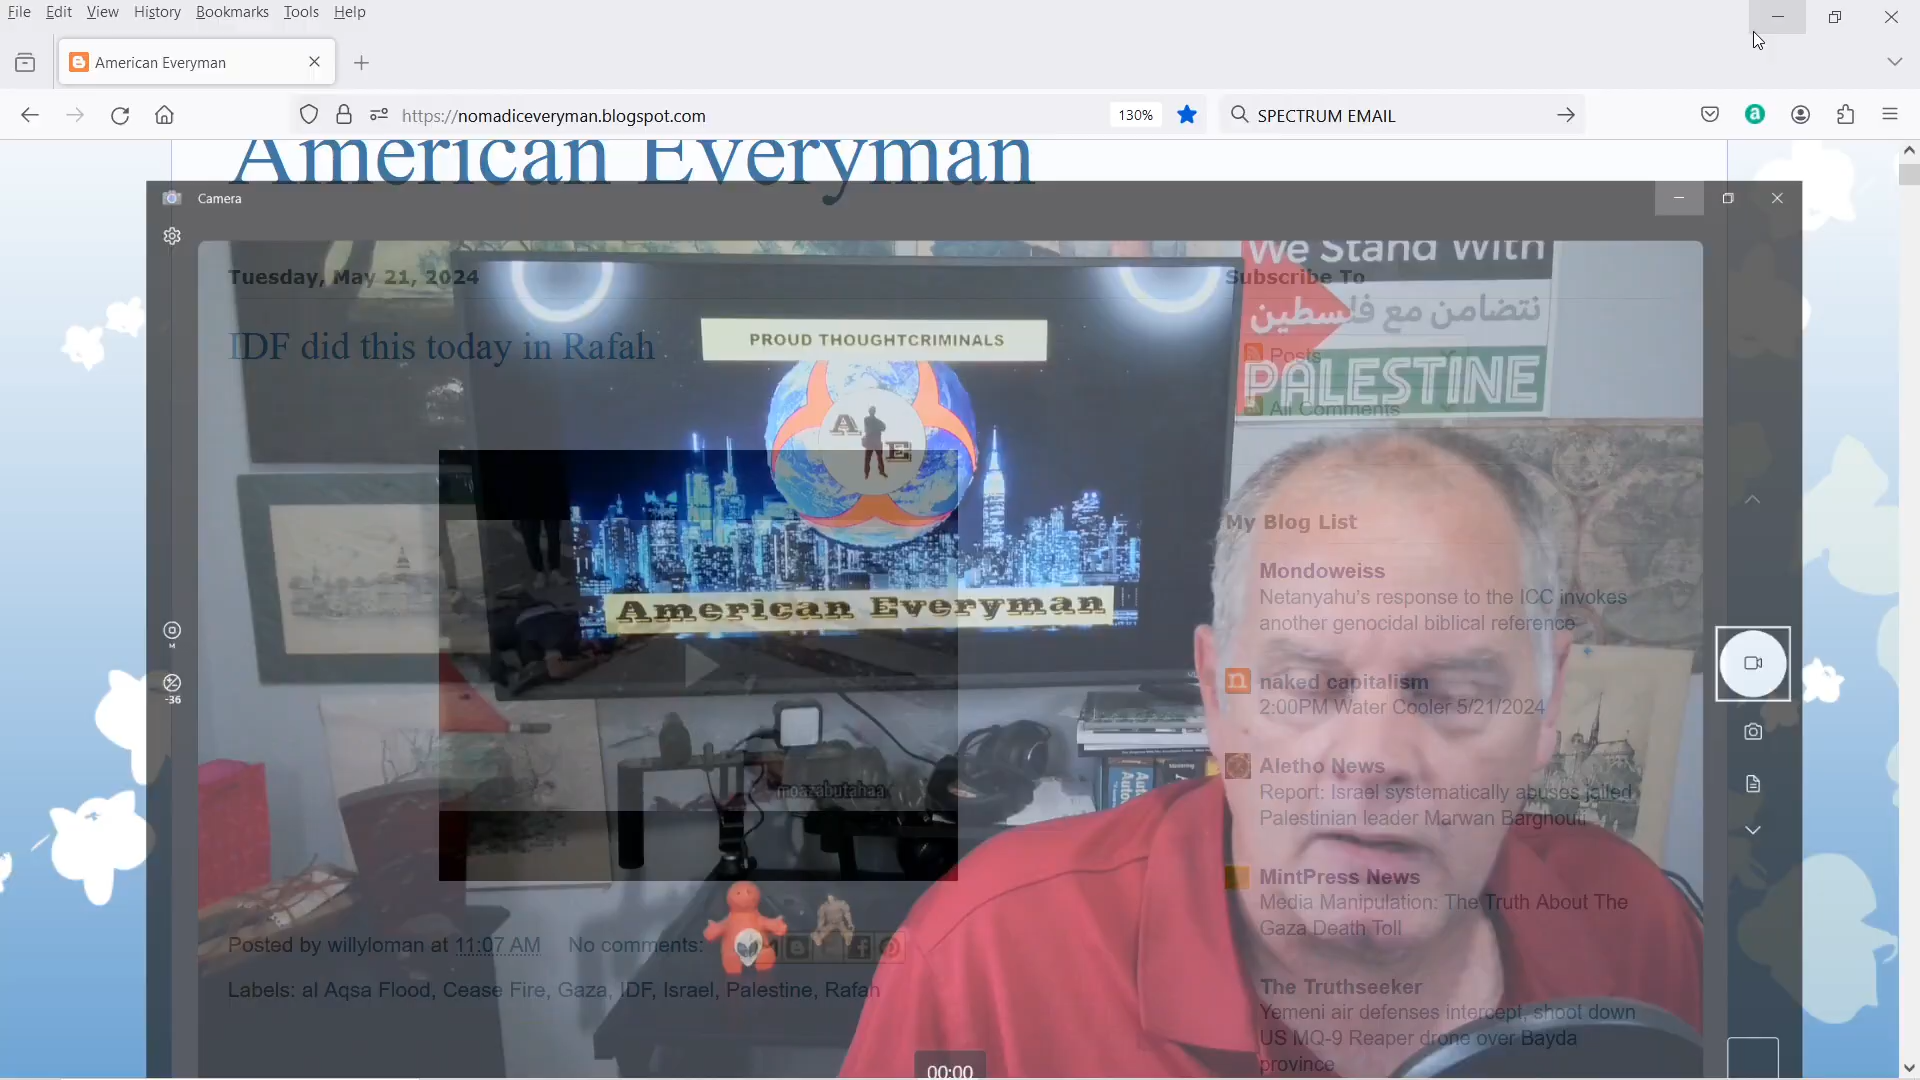 File Edit View History Bookmarks Tools Help
American Everyman
https://nomadiceveryman.blogspot.com
130%
SPECTRUM EMAIL
American Everyman
Camera
Tuesday, May 21, 2024
Subscribe To
We Stand With
نتضامن مع فلسطين
PALESTINE
IDF did this today in Rafah
PROUD THOUGHTCRIMINALS
Posts
All Comments
A
E
My Blog List
American Everyman
Mondoweiss
Netanyahu's response to the ICC invokes
another genocidal biblical reference
M
-36
naked capitalism
2:00PM Water Cooler 5/21/2024
Aletho News
Report: Israel systematically abuses jailed
Palestinian leader Marwan Barghouti
moazabutahaa
MintPress News
Media Manipulation: The Truth About The
Gaza Death Toll
Posted by willyloman at 11:07 AM No comments:
Labels: al Aqsa Flood, Cease Fire, Gaza, IDF, Israel, Palestine, Rafah
The Truthseeker
Yemeni air defenses intercept, shoot down
US MQ-9 Reaper drone over Bayda
province
00:00